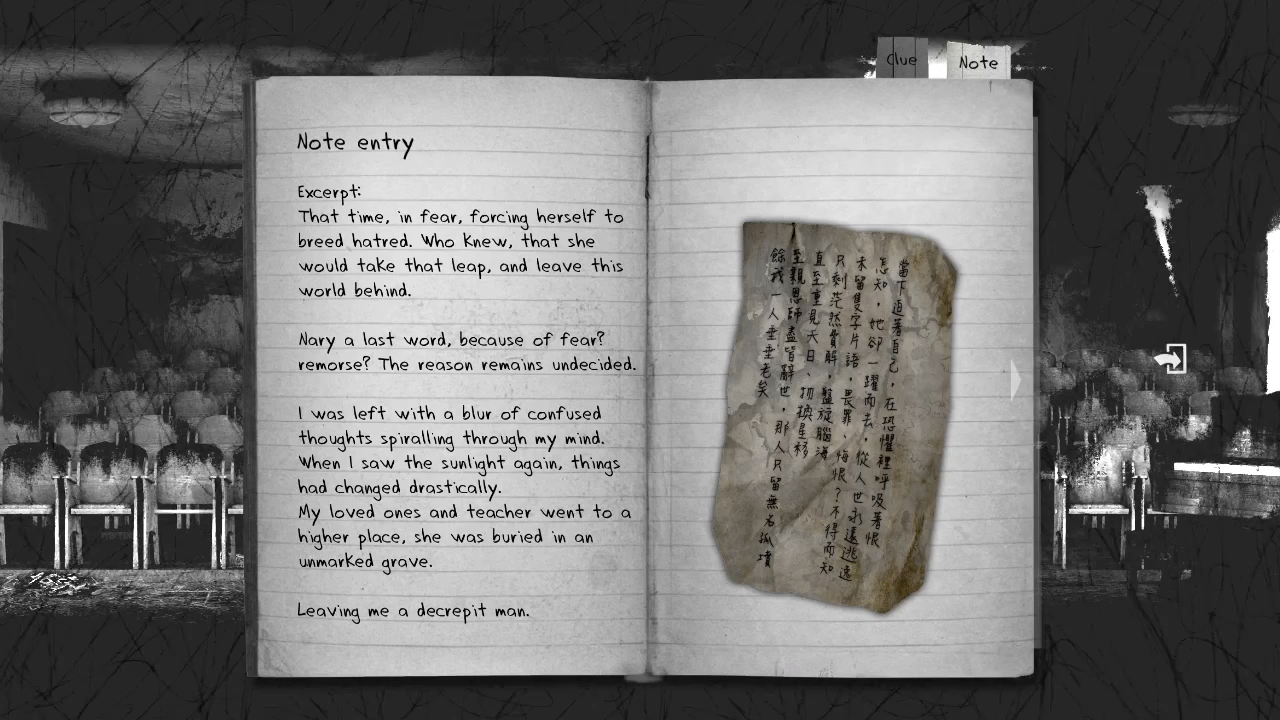 Clue
Note
Note entry
Excerpt:
That time, in fear, forcing herself to
breed hatred. Who knew, that she
would take that leap, and leave this
world behind.
Nary a last word, because of fear?
remorse? The reason remains undecided.
I was left with a blur of confused
thoughts spiralling through my mind.
When I saw the sunlight again, things
had changed drastically.
My loved ones and teacher went to a
higher place, she was buried in an
unmarked grave.
Leaving me a decrepit man.
當下迫著自己，在恐懼裡呼吸著恨
怎知，她卻一躍而去，從人世永遠逃
未留隻字片語，畏罪、悔恨？不得而知
只剩茫然費解，盤旋腦海
直至重見天日、物換星移
至親恩師盡皆辭世，那人只留無名孤墳
餘我一人垂垂老矣